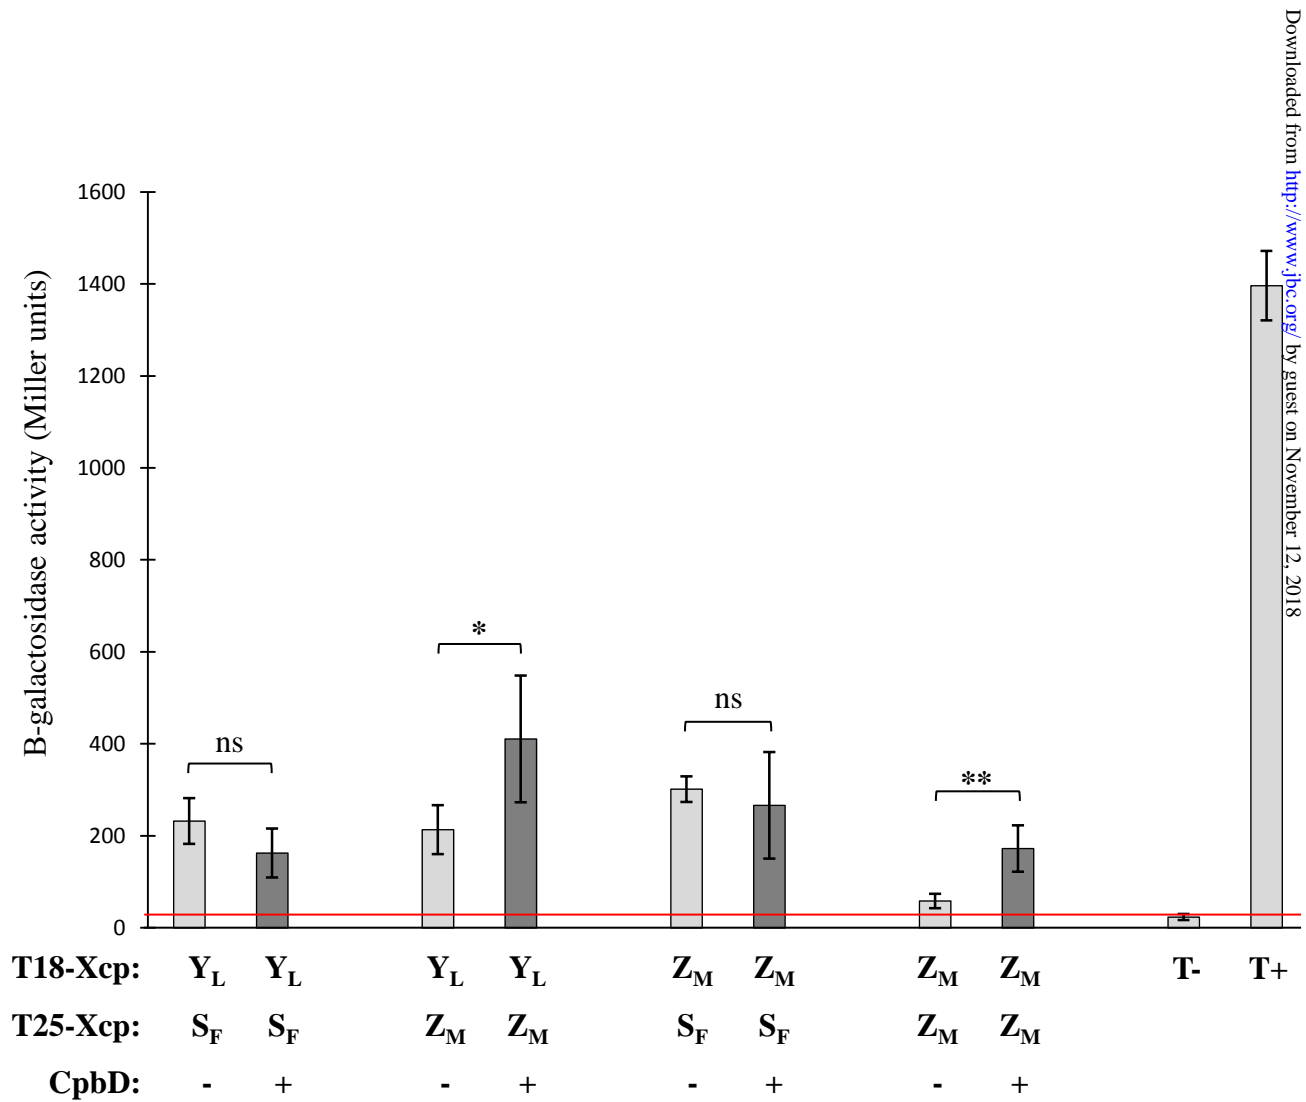 Downloaded from http://www.jbc.org/ by guest on November 12, 2018
B-galactosidase activity (Miller units)
1600
1400
1200
1000
800
600
400
200
0
ns
*
ns
**
T18-Xcp: YL YL YL YL ZM ZM ZM ZM T- T+
T25-Xcp: SF SF ZM ZM SF SF ZM ZM
CpbD: - + - + - + - +